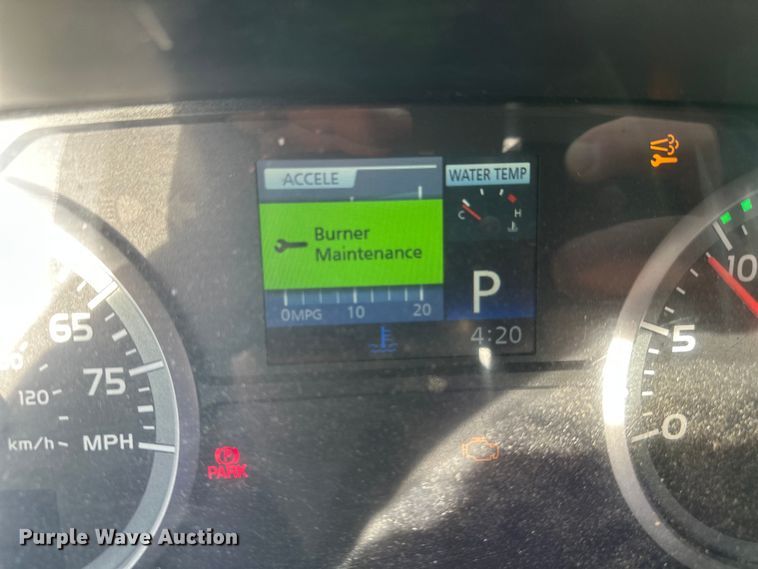 ACCELE
WATER TEMP
C H
Burner
Maintenance
P
0MPG 10 20
4:20
65
75
120
km/h
MPH
PARK
10
5
0
Purple Wave Auction